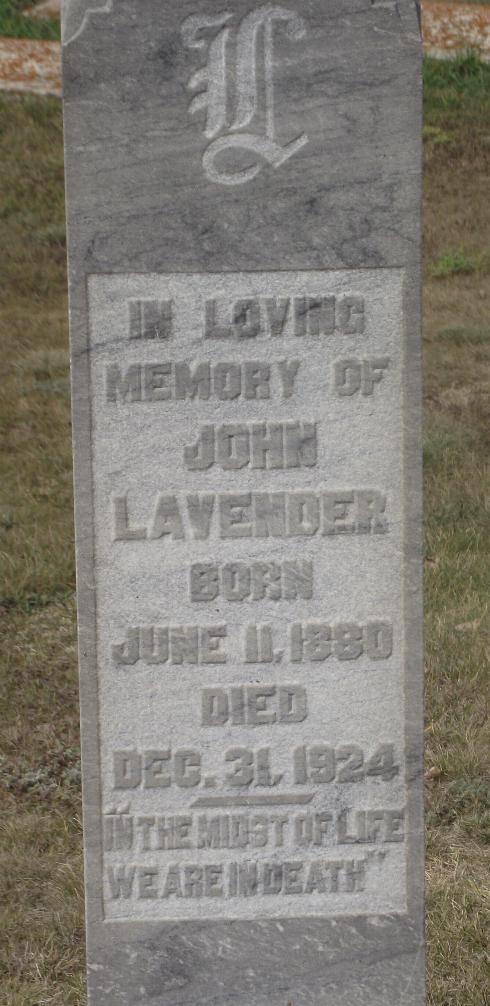 L
IN LOVING
MEMORY OF
JOHN
LAVENDER
BORN
JUNE 11, 1880
DIED
DEC. 31, 1924
"IN THE MIDST OF LIFE
WE ARE IN DEATH"